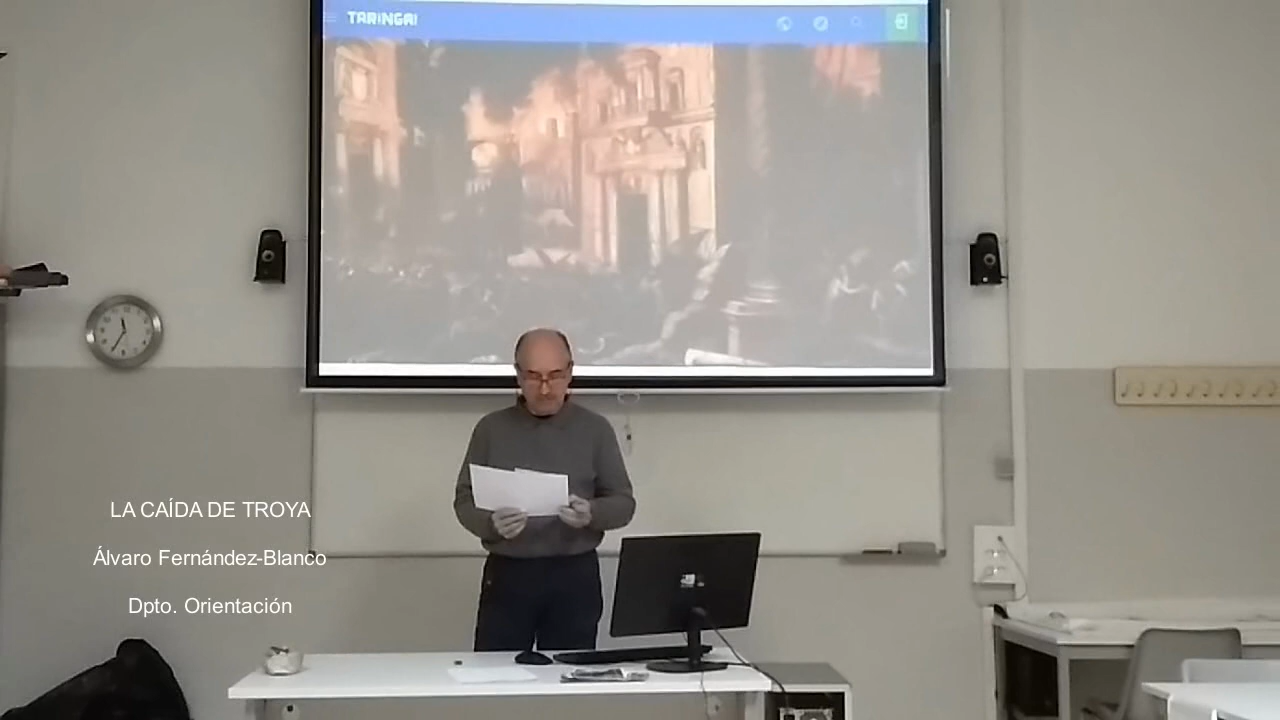 TARINGA!
LA CAÍDA DE TROYA
Álvaro Fernández-Blanco
Dpto. Orientación